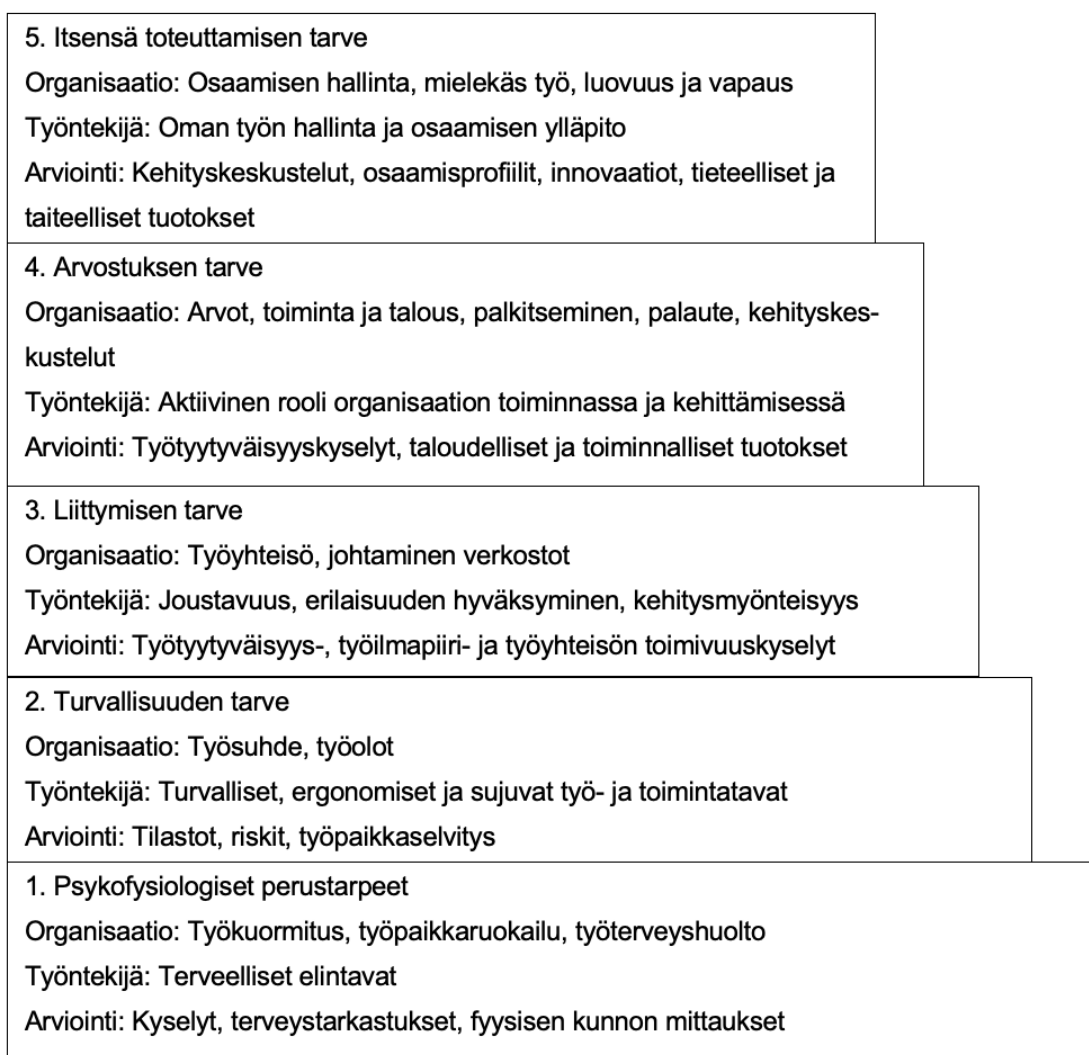 5. Itsensä toteuttamisen tarve
Organisaatio: Osaamisen hallinta, mielekäs työ, luovuus ja vapaus
Työntekijä: Oman työn hallinta ja osaamisen ylläpito
Arviointi: Kehityskeskustelut, osaamisprofiilit, innovaatiot, tieteelliset ja
taiteelliset tuotokset
4. Arvostuksen tarve
Organisaatio: Arvot, toiminta ja talous, palkitseminen, palaute, kehityskes-
kustelut
Työntekijä: Aktiivinen rooli organisaation toiminnassa ja kehittämisessä
Arviointi: Työtyytyväisyyskyselyt, taloudelliset ja toiminnalliset tuotokset
3. Liittymisen tarve
Organisaatio: Työyhteisö, johtaminen verkostot
Työntekijä: Joustavuus, erilaisuuden hyväksyminen, kehitysmyönteisyys
Arviointi: Työtyytyväisyys-, työilmapiiri- ja työyhteisön toimivuuskyselyt
2. Turvallisuuden tarve
Organisaatio: Työsuhde, työolot
Työntekijä: Turvalliset, ergonomiset ja sujuvat työ- ja toimintatavat
Arviointi: Tilastot, riskit, työpaikkaselvitys
1. Psykofysiologiset perustarpeet
Organisaatio: Työkuormitus, työpaikkaruokailu, työterveyshuolto
Työntekijä: Terveelliset elintavat
Arviointi: Kyselyt, terveystarkastukset, fyysisen kunnon mittaukset